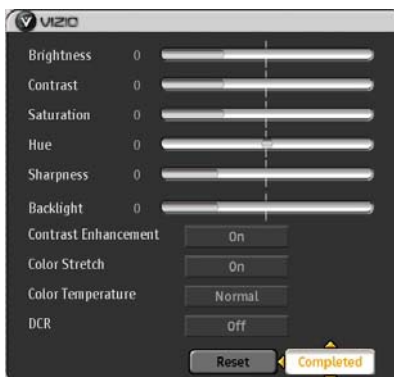 VIZIO
Brightness 0
Contrast 0
Saturation 0
Hue 0
Sharpness 0
Backlight 0
Contrast Enhancement On
Color Stretch On
Color Temperature Normal
DCR Off
Reset Completed